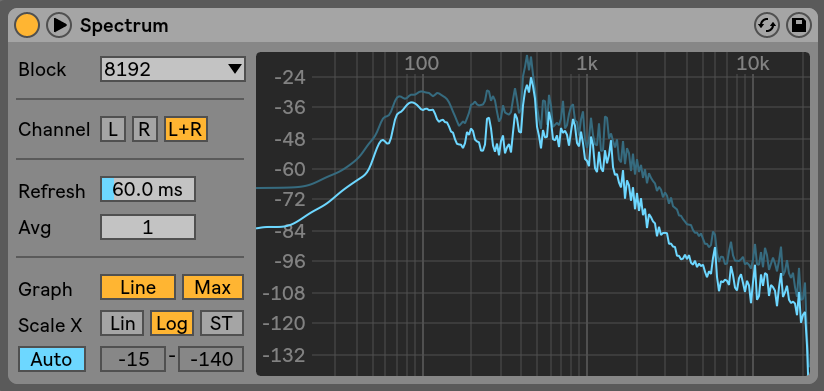 Spectrum
Block 8192
Channel L R L+R
Refresh 60.0 ms
Avg 1
Graph Line Max
Scale X Lin Log ST
Auto -15 - -140
100 1k 10k
-24
-36
-48
-60
-72
-84
-96
-108
-120
-132